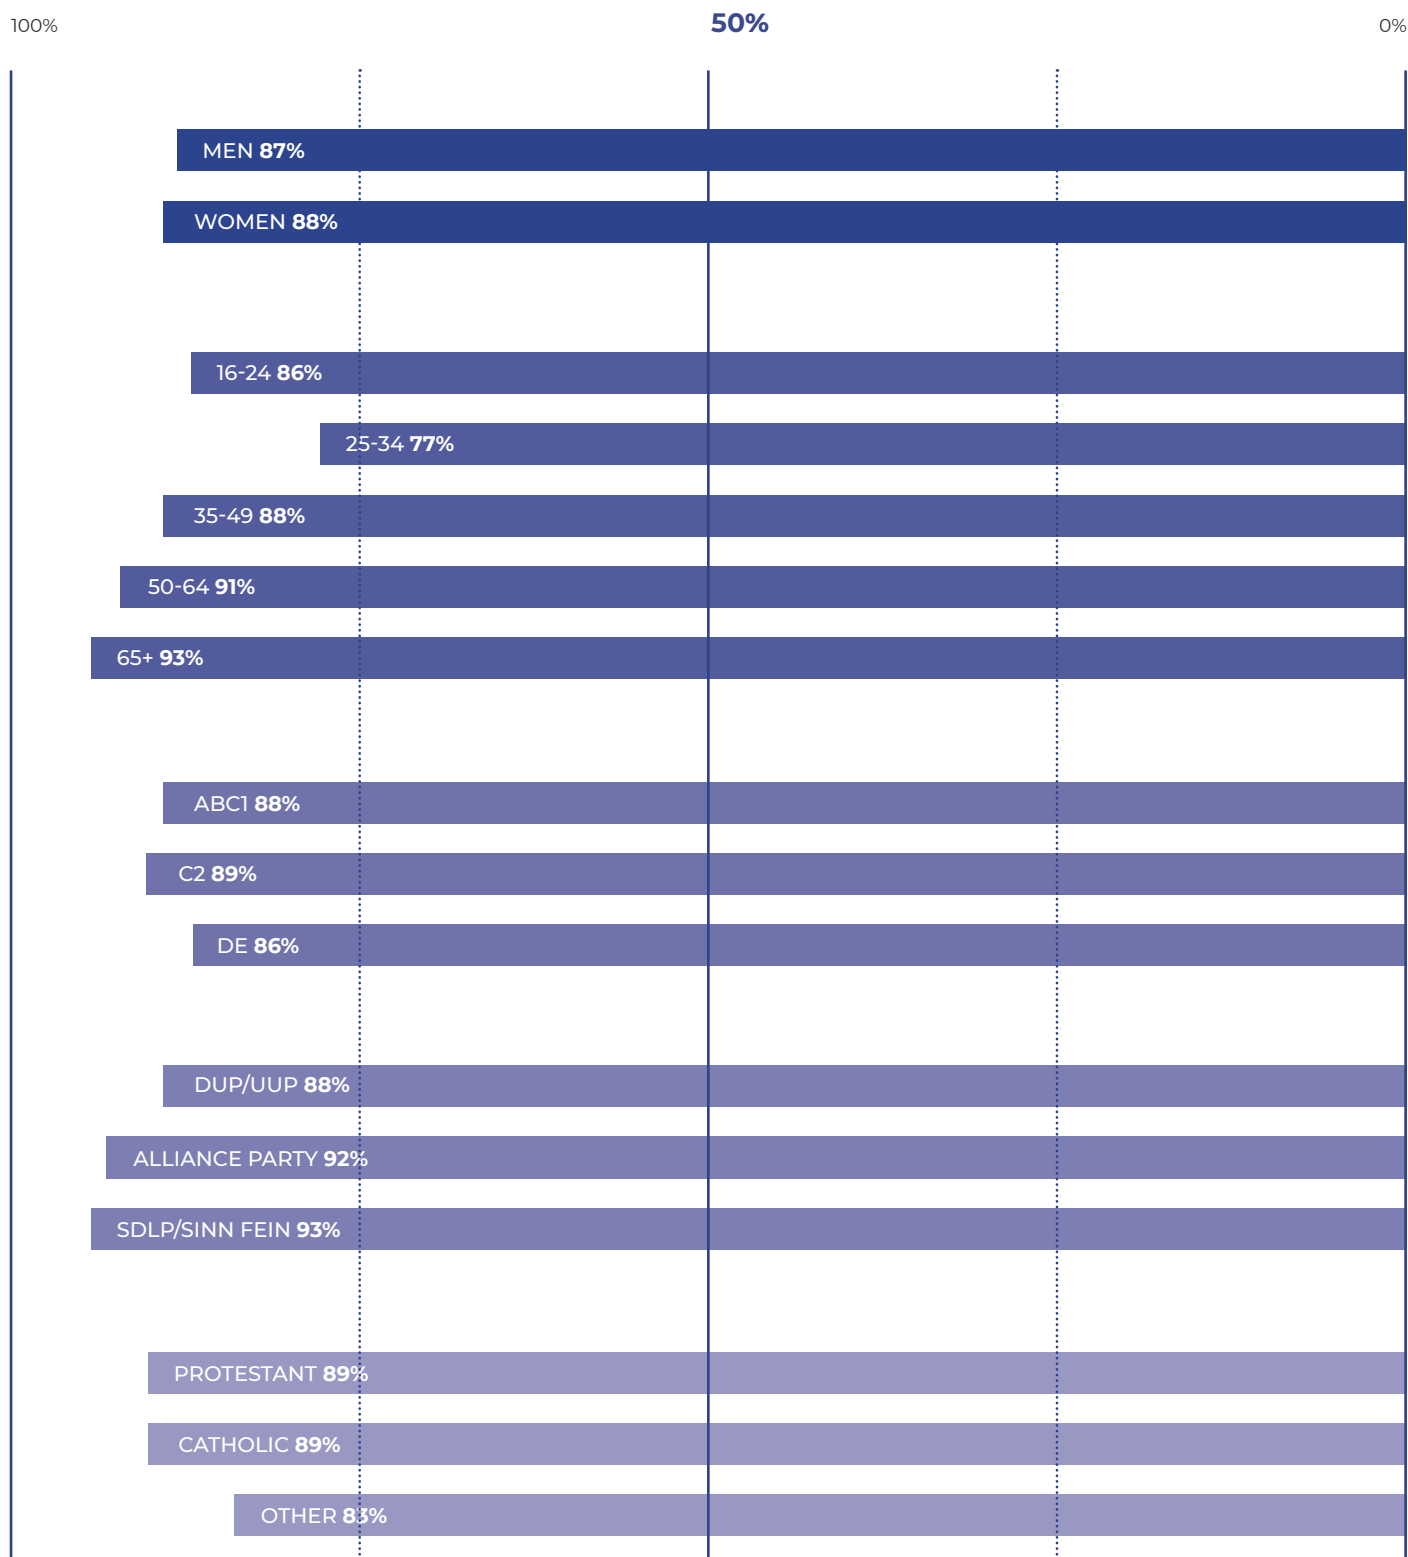 100% 50% 0%
MEN 87%
WOMEN 88%
16-24 86%
25-34 77%
35-49 88%
50-64 91%
65+ 93%
ABC1 88%
C2 89%
DE 86%
DUP/UUP 88%
ALLIANCE PARTY 92%
SDLP/SINN FEIN 93%
PROTESTANT 89%
CATHOLIC 89%
OTHER 83%